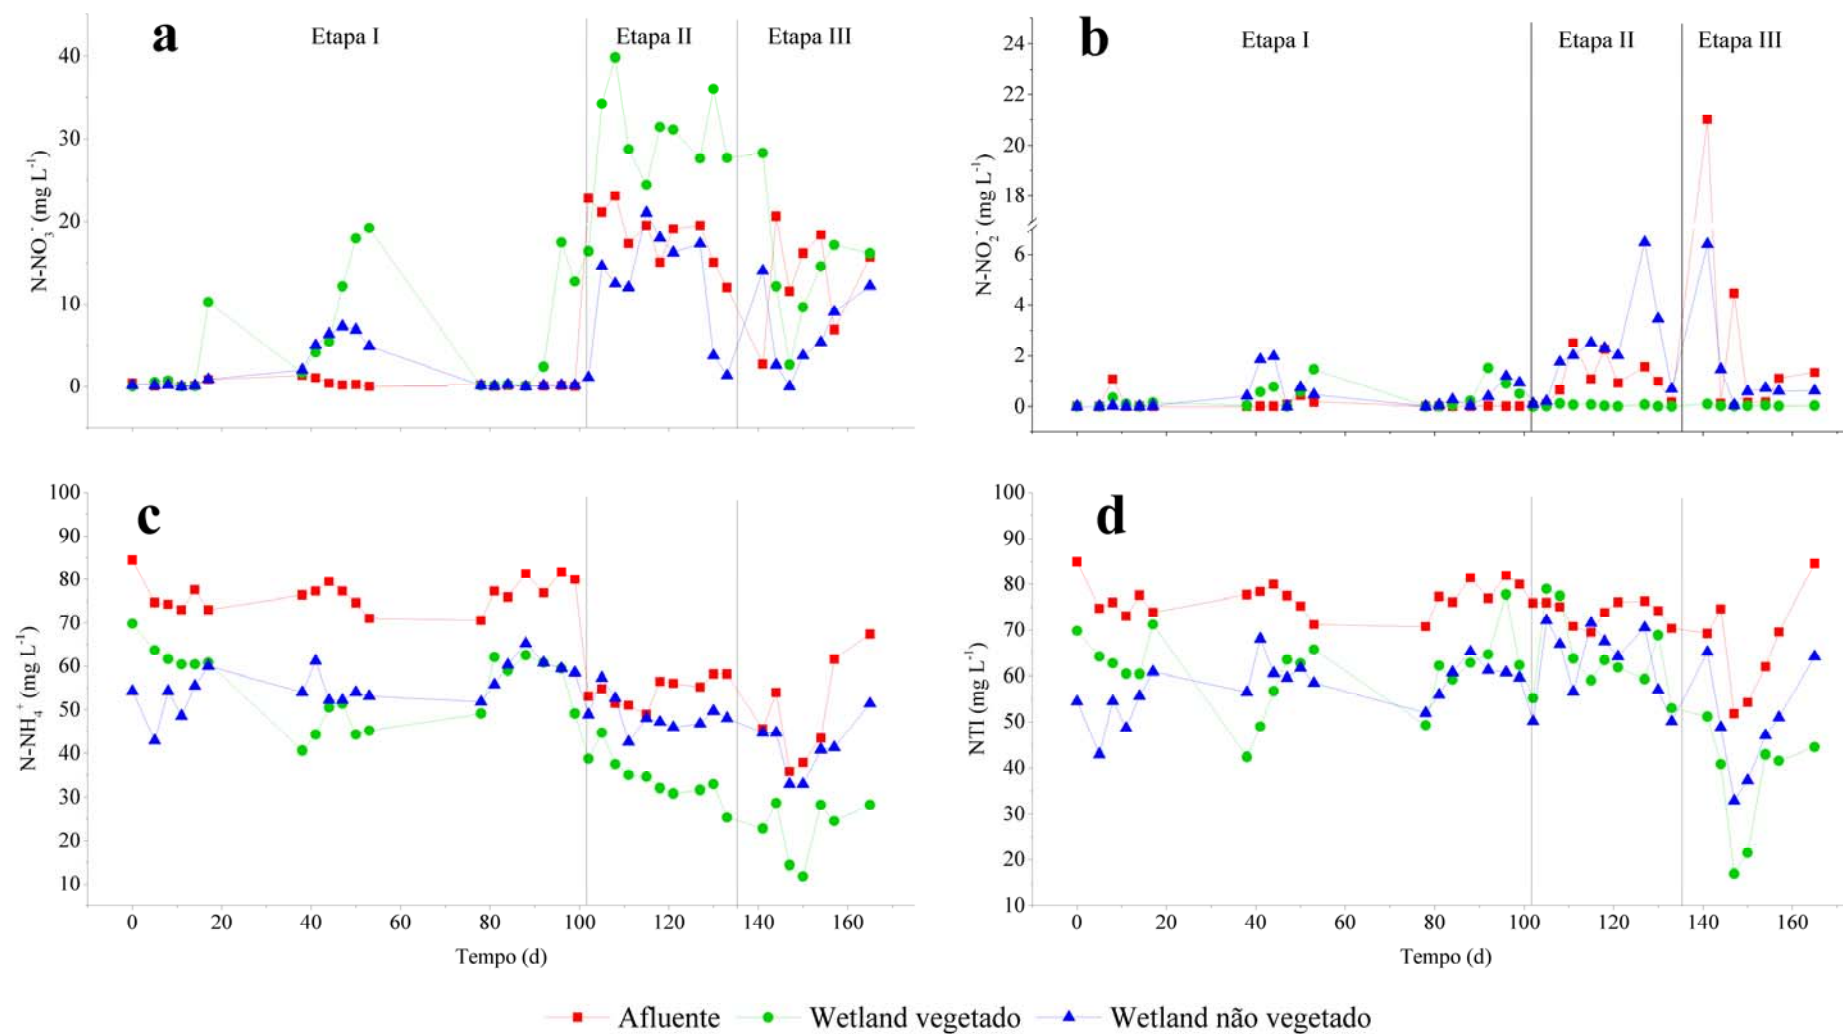 a
Etapa I
Etapa II
Etapa III
40
30
20
10
0
N-NO₃⁻ (mg L⁻¹)
b
Etapa I
Etapa II
Etapa III
24
22
20
18
6
4
2
0
N-NO₂⁻ (mg L⁻¹)
c
100
90
80
70
60
50
40
30
20
10
N-NH₄⁺ (mg L⁻¹)
0 20 40 60 80 100 120 140 160
Tempo (d)
d
100
90
80
70
60
50
40
30
20
10
NTI (mg L⁻¹)
0 20 40 60 80 100 120 140 160
Tempo (d)
Afluente Wetland vegetado Wetland não vegetado